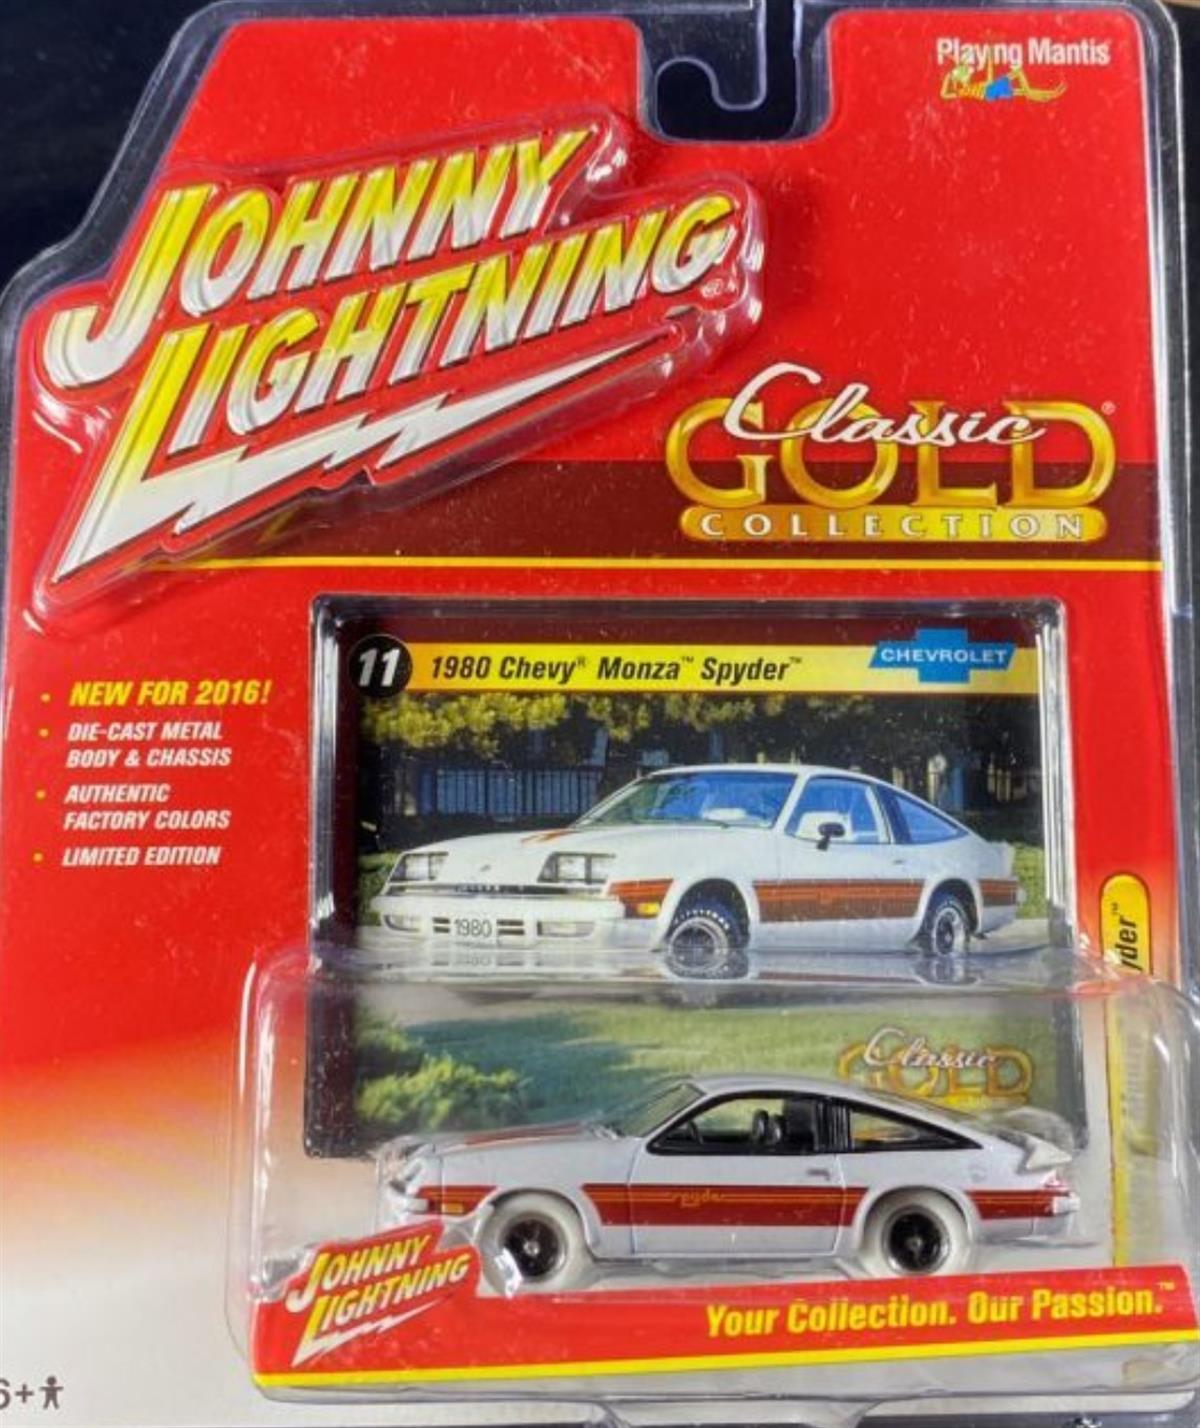 Playing Mantis
JOHNNY
LIGHTNING®
Classic
GOLD®
COLLECTION
11 1980 Chevy® Monza™ Spyder™
CHEVROLET
• NEW FOR 2016!
• DIE-CAST METAL
BODY & CHASSIS
• AUTHENTIC
FACTORY COLORS
• LIMITED EDITION
1980
yder™
Classic
GOLD
Spyder
JOHNNY
LIGHTNING
Your Collection. Our Passion.™
6+